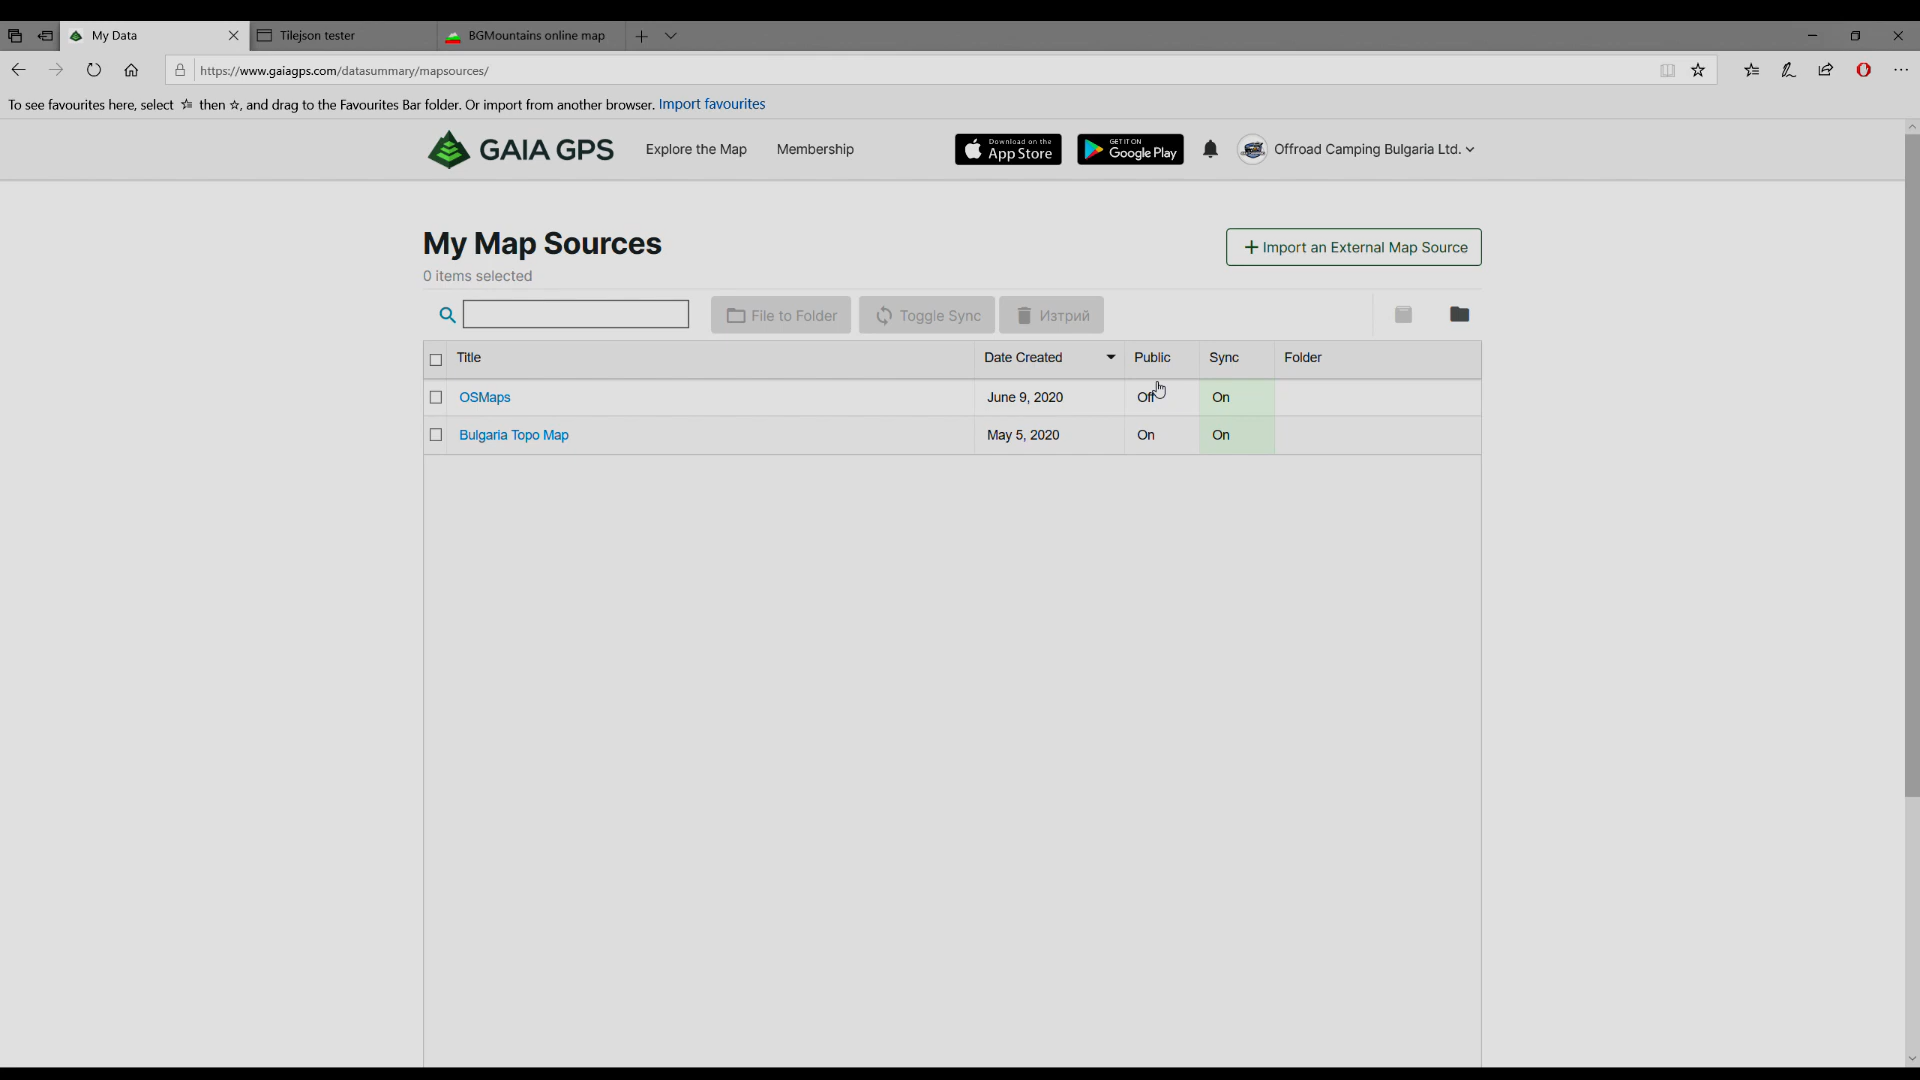 My Data
Tilejson tester
BGMountains online map
https://www.gaiagps.com/datasummary/mapsources/
To see favourites here, select then , and drag to the Favourites Bar folder. Or import from another browser. Import favourites
GAIA GPS
Explore the Map
Membership
Download on the
App Store
GET IT ON
Google Play
Offroad Camping Bulgaria Ltd.
My Map Sources
+ Import an External Map Source
0 items selected
File to Folder
Toggle Sync
Изтрий
Title
Date Created
Public
Sync
Folder
OSMaps
June 9, 2020
Off
On
Bulgaria Topo Map
May 5, 2020
On
On